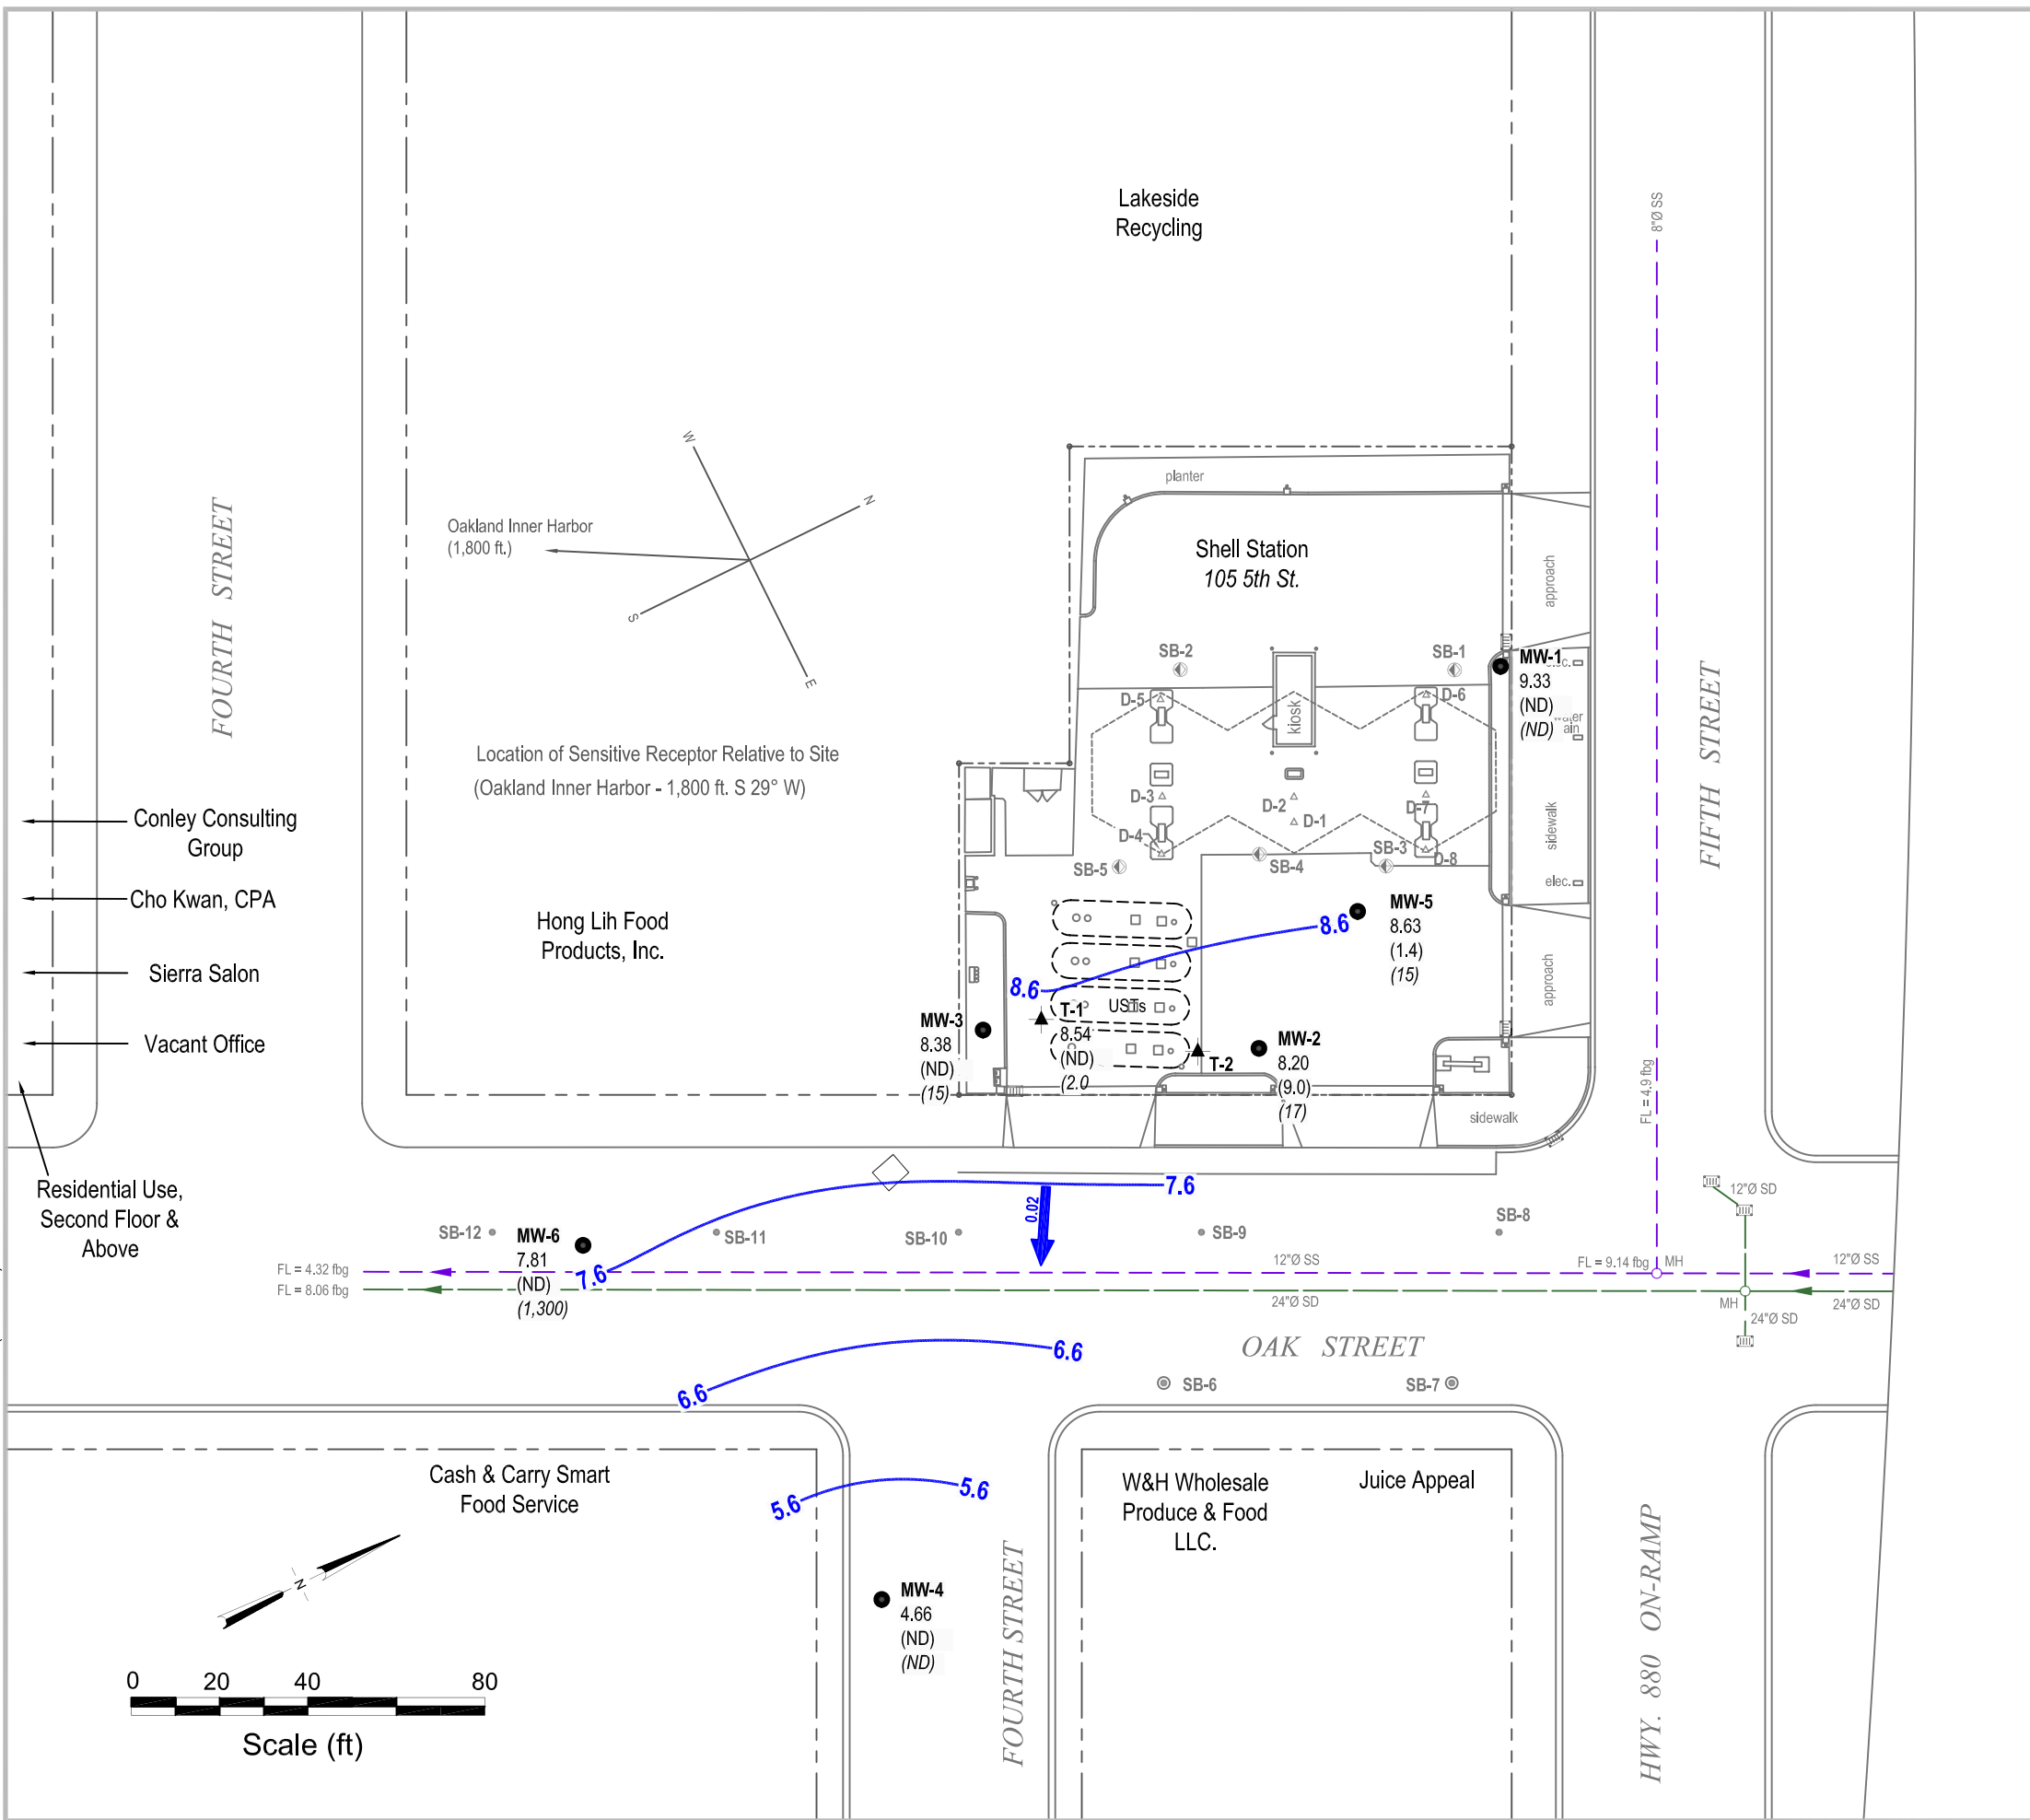 Lakeside
Recycling
8"Ø SS
W
N
S
E
Oakland Inner Harbor
(1,800 ft.)
Location of Sensitive Receptor Relative to Site
(Oakland Inner Harbor - 1,800 ft. S 29° W)
FOURTH STREET
planter
Shell Station
105 5th St.
approach
SB-2
SB-1
MW-1
9.33
(ND)
(ND)
elec.
D-5
kiosk
D-6
D-3
D-2
D-1
D-7
D-4
SB-3
D-8
SB-5
SB-4
sidewalk
elec.
FIFTH STREET
Conley Consulting
Group
Cho Kwan, CPA
Sierra Salon
Vacant Office
Residential Use,
Second Floor &
Above
Hong Lih Food
Products, Inc.
MW-5
8.63
(1.4)
(15)
8.6
8.6
approach
MW-3
8.38
(ND)
(15)
T-1
8.54
(ND)
(2.0
USTs
T-2
MW-2
8.20
(9.0)
(17)
sidewalk
FL = 4.9 fbg
7.6
0.02
7.6
SB-12
MW-6
7.81
(ND)
(1,300)
SB-11
SB-10
SB-9
SB-8
12"Ø SD
FL = 4.32 fbg
FL = 8.06 fbg
12"Ø SS
FL = 9.14 fbg
MH
12"Ø SS
24"Ø SD
MH
24"Ø SD
24"Ø SD
OAK STREET
6.6
6.6
SB-6
SB-7
Cash & Carry Smart
Food Service
5.6
5.6
W&H Wholesale
Produce & Food
LLC.
Juice Appeal
MW-4
4.66
(ND)
(ND)
FOURTH STREET
HWY. 880 ON-RAMP
N
0 20 40 80
Scale (ft)